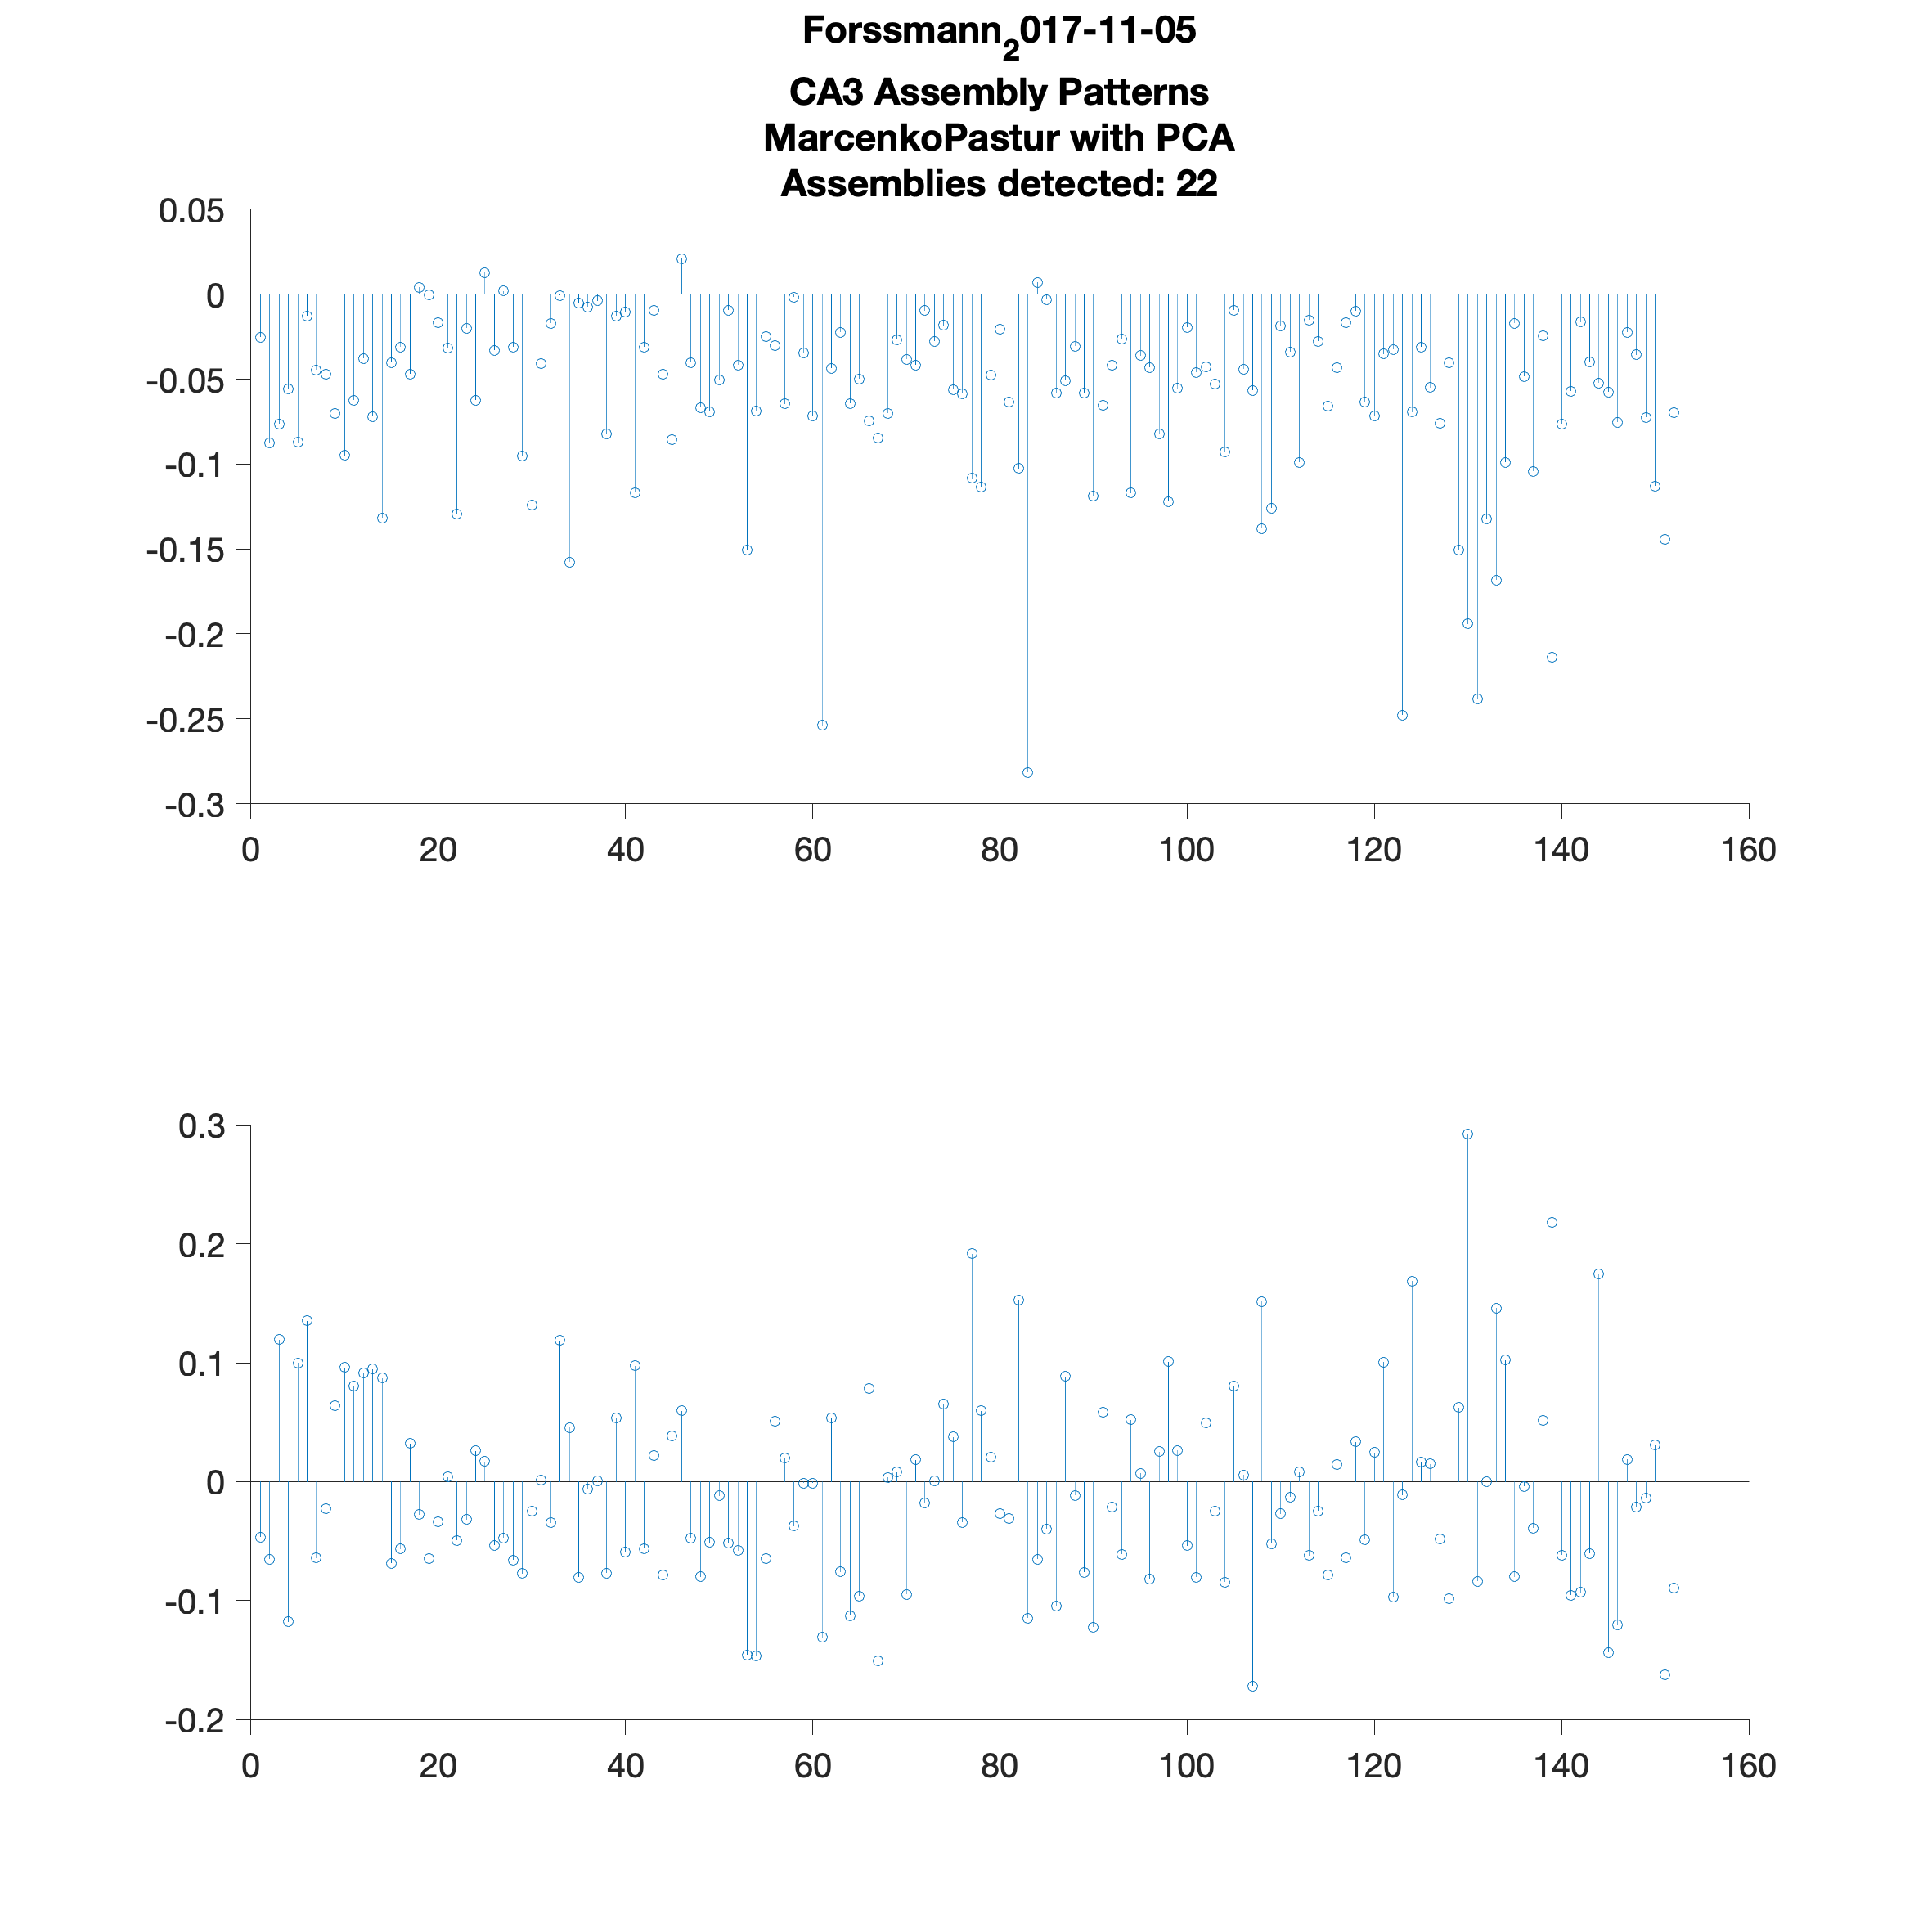 Forssmann_2017-11-05
CA3 Assembly Patterns
MarcenkoPastur with PCA
Assemblies detected: 22
0.05
0
-0.05
-0.1
-0.15
-0.2
-0.25
-0.3
0 20 40 60 80 100 120 140 160
0.3
0.2
0.1
0
-0.1
-0.2
0 20 40 60 80 100 120 140 160